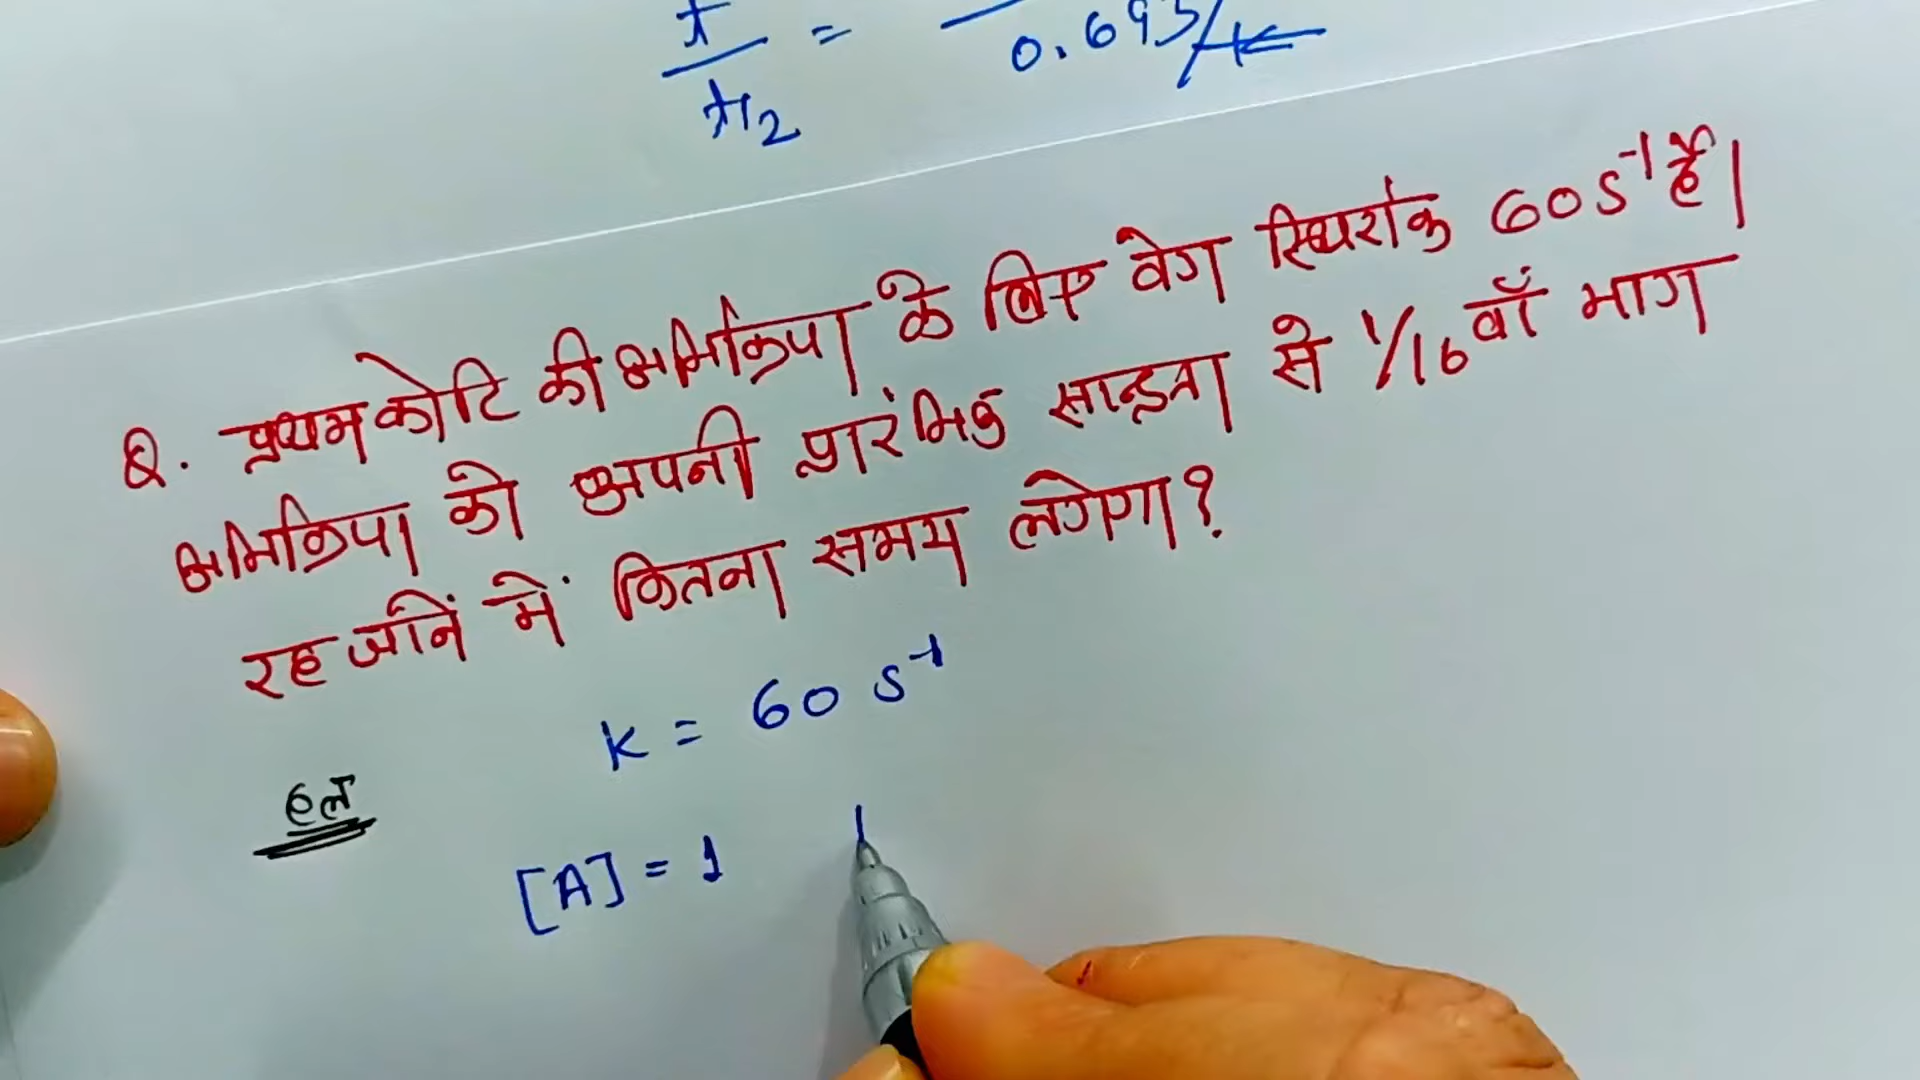 t/t1/2 = 0.693/k
Q. प्रथम कोटि की अभिक्रिया के लिए वेग स्थिरांक 60 s⁻¹ है।
अभिक्रिया को अपनी प्रारंभिक सान्द्रता से 1/16 वाँ भाग
रह जाने में कितना समय लगेगा?
k = 60 s⁻¹
हल
[A] = 1